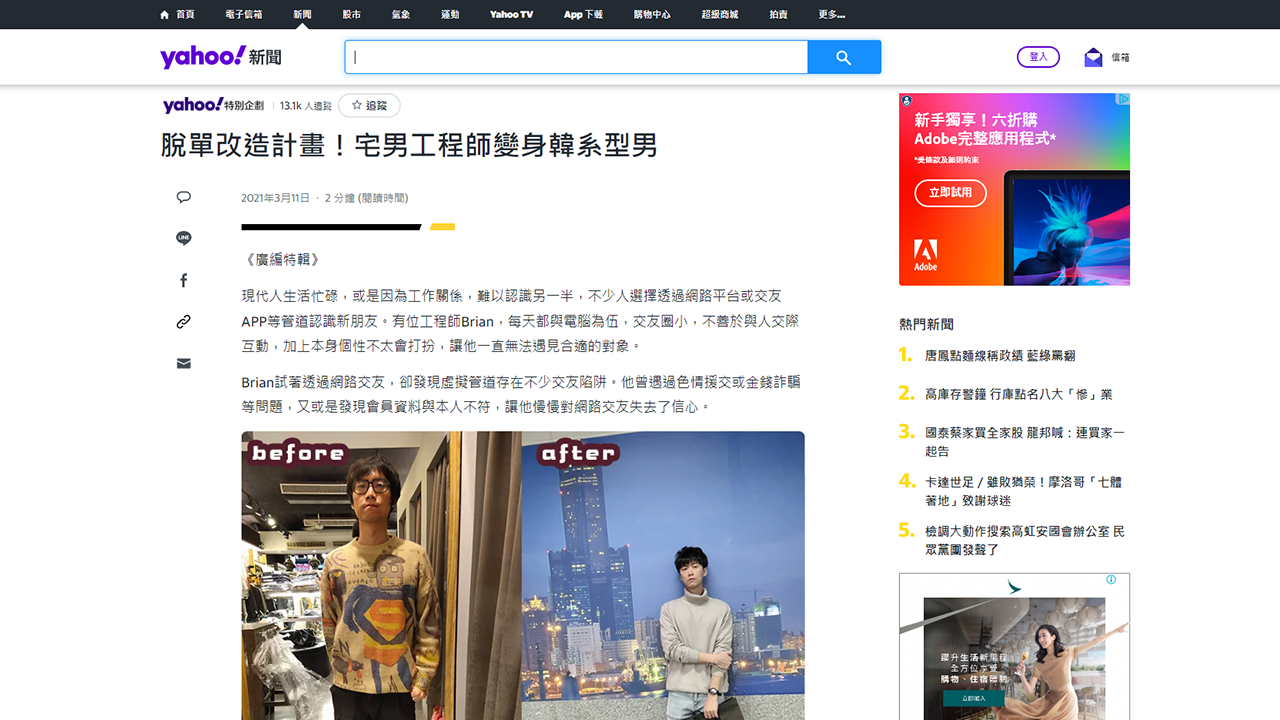 首頁 電子信箱 新聞 股市 氣象 運動 Yahoo TV App 下載 購物中心 超級商城 拍賣 更多...
yahoo! 新聞
登入 信箱
yahoo!特別企劃 13.1k 人追蹤 ☆ 追蹤
脫單改造計畫!宅男工程師變身韓系型男
2021年3月11日 · 2 分鐘 (閱讀時間)
LINE
《廣編特輯》
現代人生活忙碌,或是因為工作關係,難以認識另一半,不少人選擇透過網路平台或交友
APP等管道認識新朋友。有位工程師Brian,每天都與電腦為伍,交友圈小,不善於與人交際
互動,加上本身個性不太會打扮,讓他一直無法遇見合適的對象。
Brian試著透過網路交友,卻發現虛擬管道存在不少交友陷阱。他曾遇過色情援交或金錢詐騙
等問題,又或是發現會員資料與本人不符,讓他慢慢對網路交友失去了信心。
before
after
新手獨享!六折購
Adobe完整應用程式*
*受條款及細則約束
立即試用
Adobe
熱門新聞
1. 唐鳳點麵線稱政績 藍綠罵翻
2. 高庫存警鐘 行庫點名八大「慘」業
3. 國泰蔡家買全家股 龍邦喊:連買家一
起告
4. 卡達世足/雖敗猶榮!摩洛哥「七體
著地」致謝球迷
5. 檢調大動作搜索高虹安國會辦公室 民
眾黨團發聲了
躍升生活新里程
全方位享受
購物、住宿體驗
立即加入